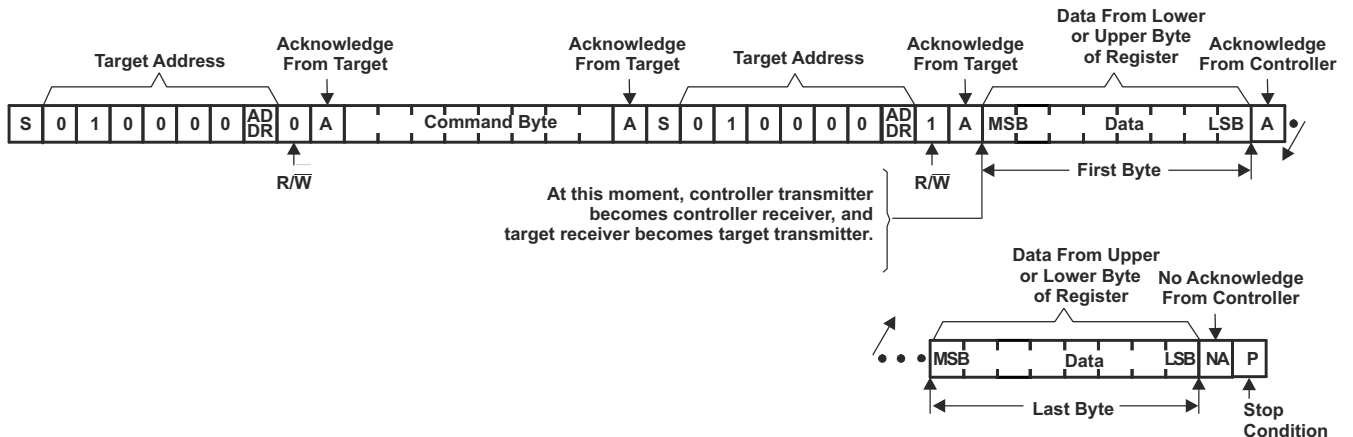 Target Address
Acknowledge
From Target
Acknowledge
From Target
Target Address
Acknowledge
From Target
Data From Lower
or Upper Byte
of Register
Acknowledge
From Controller
S 0 1 0 0 0 0 AD DR 0 A Command Byte A S 0 1 0 0 0 0 AD DR 1 A MSB Data LSB A
R/W̅
R/W̅
First Byte
At this moment, controller transmitter
becomes controller receiver, and
target receiver becomes target transmitter.
Data From Upper
or Lower Byte
of Register
No Acknowledge
From Controller
MSB Data LSB NA P
Last Byte
Stop
Condition